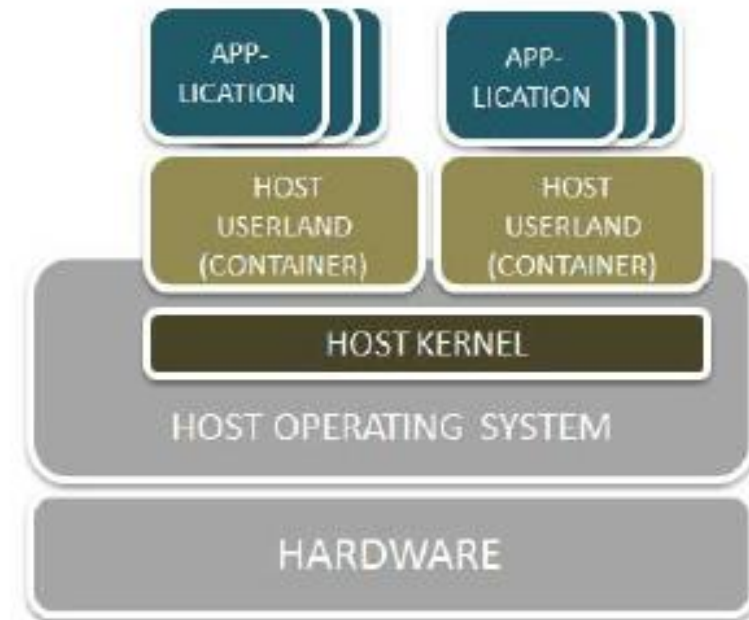 APP-
LICATION
APP-
LICATION
HOST
USERLAND
(CONTAINER)
HOST
USERLAND
(CONTAINER)
HOST KERNEL
HOST OPERATING SYSTEM
HARDWARE